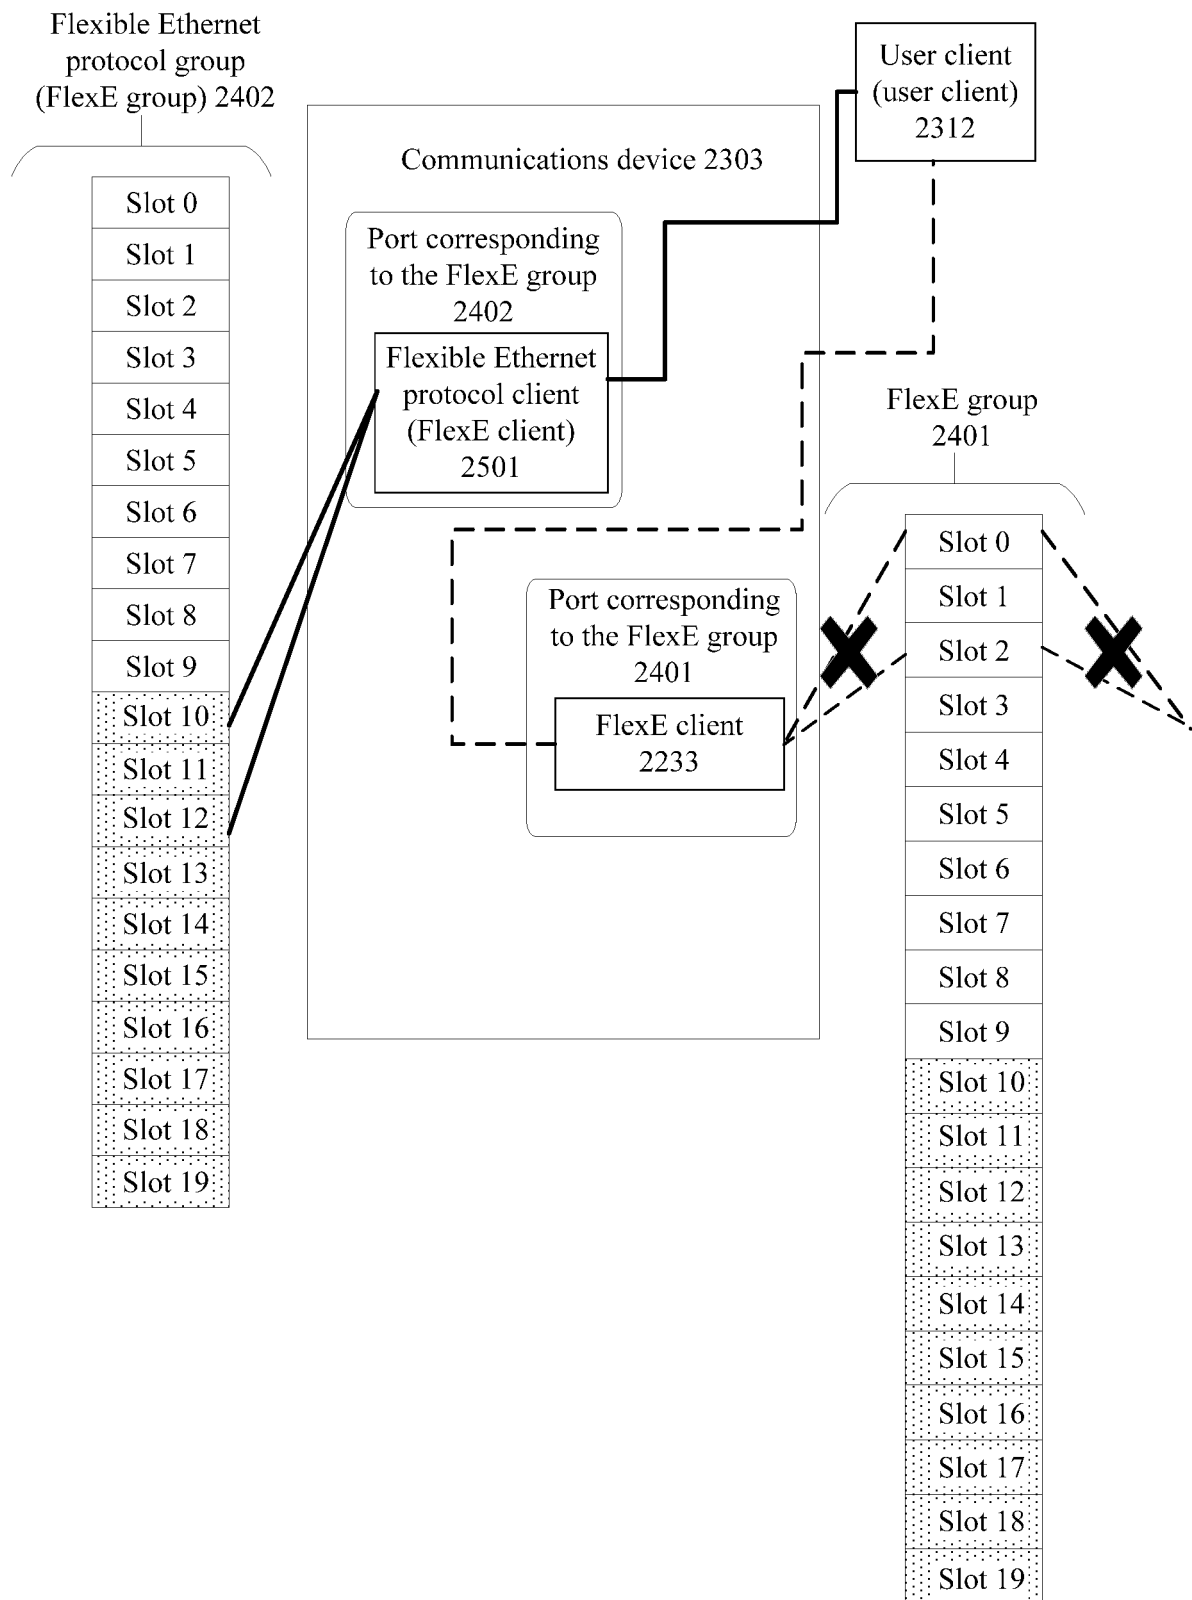 Flexible Ethernet
protocol group
(FlexE group) 2402
Slot 0
Slot 1
Slot 2
Slot 3
Slot 4
Slot 5
Slot 6
Slot 7
Slot 8
Slot 9
Slot 10
Slot 11
Slot 12
Slot 13
Slot 14
Slot 15
Slot 16
Slot 17
Slot 18
Slot 19
Communications device 2303
Port corresponding
to the FlexE group
2402
Flexible Ethernet
protocol client
(FlexE client)
2501
Port corresponding
to the FlexE group
2401
FlexE client
2233
User client
(user client)
2312
FlexE group
2401
Slot 0
Slot 1
Slot 2
Slot 3
Slot 4
Slot 5
Slot 6
Slot 7
Slot 8
Slot 9
Slot 10
Slot 11
Slot 12
Slot 13
Slot 14
Slot 15
Slot 16
Slot 17
Slot 18
Slot 19